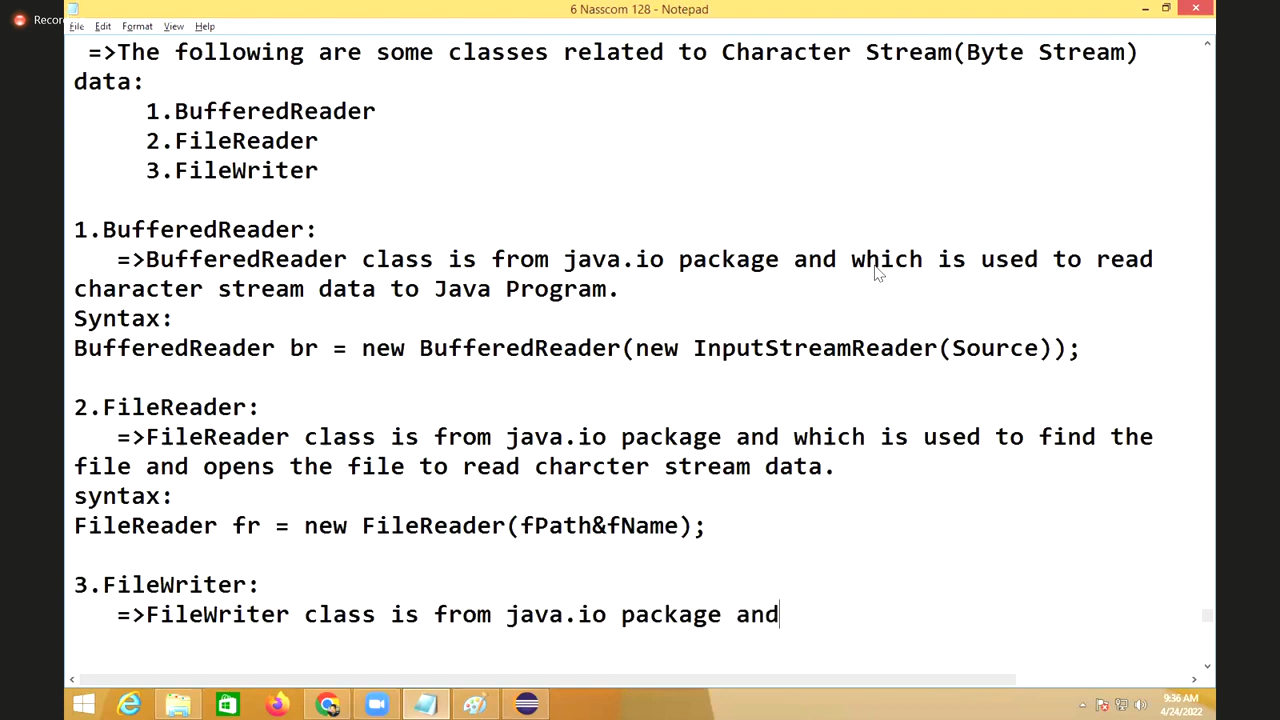 Recor
6 Nasscom 128 - Notepad
File Edit Format View Help
=>The following are some classes related to Character Stream(Byte Stream)
data:
1.BufferedReader
2.FileReader
3.FileWriter
1.BufferedReader:
=>BufferedReader class is from java.io package and which is used to read
character stream data to Java Program.
Syntax:
BufferedReader br = new BufferedReader(new InputStreamReader(Source));
2.FileReader:
=>FileReader class is from java.io package and which is used to find the
file and opens the file to read charcter stream data.
syntax:
FileReader fr = new FileReader(fPath&fName);
3.FileWriter:
=>FileWriter class is from java.io package and
9:36 AM
4/24/2022